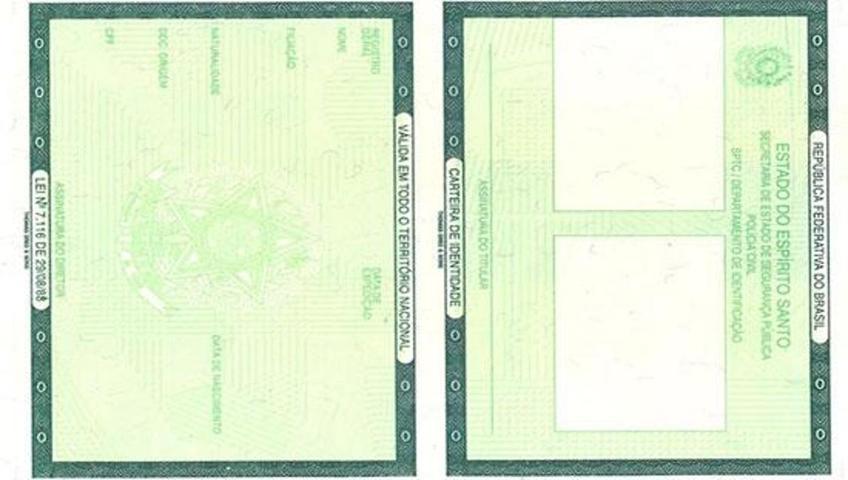 VÁLIDA EM TODO O TERRITÓRIO NACIONAL
REGISTRO
GERAL
DATA DE
EXPEDIÇÃO
NOME
FILIAÇÃO
NATURALIDADE
DATA DE NASCIMENTO
DOC. ORIGEM
CPF
ASSINATURA DO DIRETOR
LEI Nº 7.116 DE 29/08/83
REPÚBLICA FEDERATIVA DO BRASIL
ESTADO DO ESPÍRITO SANTO
SECRETARIA DE ESTADO DE SEGURANÇA PÚBLICA
POLÍCIA CIVIL
SPTC / DEPARTAMENTO DE IDENTIFICAÇÃO
ASSINATURA DO TITULAR
CARTEIRA DE IDENTIDADE